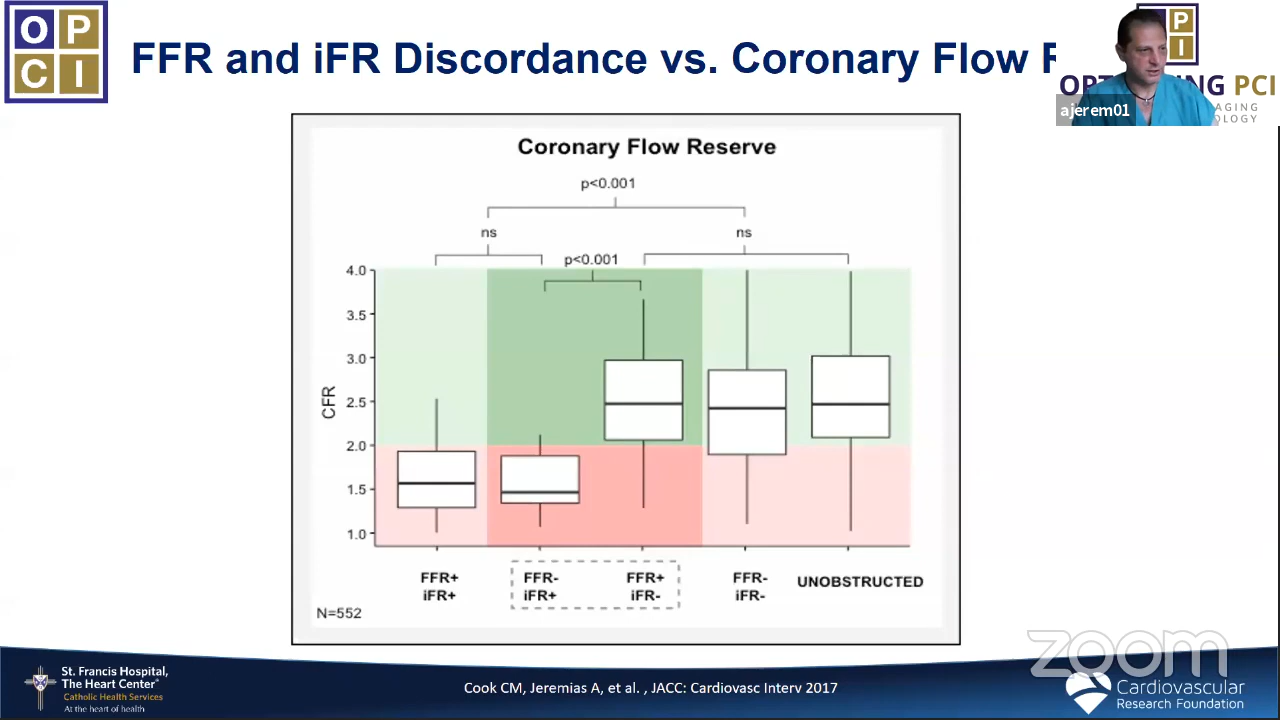 O P
C I
FFR and iFR Discordance vs. Coronary Flow
P
I
PCI
ajerem01
Coronary Flow Reserve
p<0.001
ns
ns
p<0.001
4.0
3.5
3.0
2.5
2.0
1.5
1.0
CFR
FFR+
iFR+
FFR-
iFR+
FFR+
iFR-
FFR-
iFR-
UNOBSTRUCTED
N=552
zoom
St. Francis Hospital,
The Heart Center
Catholic Health Services
At the heart of health
Cook CM, Jeremias A, et al. , JACC: Cardiovasc Interv 2017
Cardiovascular
Research Foundation